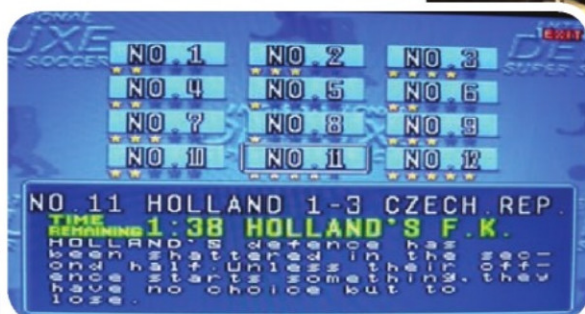 EXIT
NO.1 NO.2 NO.3
NO.4 NO.5 NO.6
NO.7 NO.8 NO.9
NO.10 NO.11 NO.12
NO.11 HOLLAND 1-3 CZECH.REP.
TIME REMAINING 1:38 HOLLAND'S F.K.
HOLLAND'S defence has
been shattered in the sec-
ond half.Unless their off-
ence starts something,they
have no choice but to
lose.